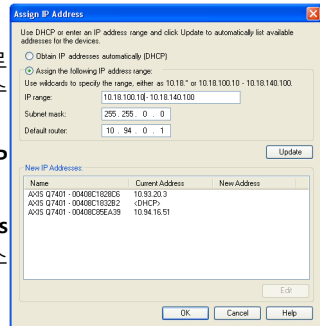 Assign IP Address
Use DHCP or enter an IP address range and click Update to automatically list available
addresses for the devices.
Obtain IP addresses automatically (DHCP)
Assign the following IP address range:
Use wildcards to specify the range, either as 10.18.* or 10.18.100.10 - 10.18.140.100.
IP range: 10.18.100.10 - 10.18.140.100
Subnet mask: 255 . 255 . 0 . 0
Default router: 10 . 94 . 0 . 1
Update
New IP Addresses:
Name Current Address New Address
AXIS Q7401 - 00408C1828C6 10.93.20.3
AXIS Q7401 - 00408C1832B2 <DHCP>
AXIS Q7401 - 00408C85EA39 10.94.16.51
Edit
OK Cancel Help